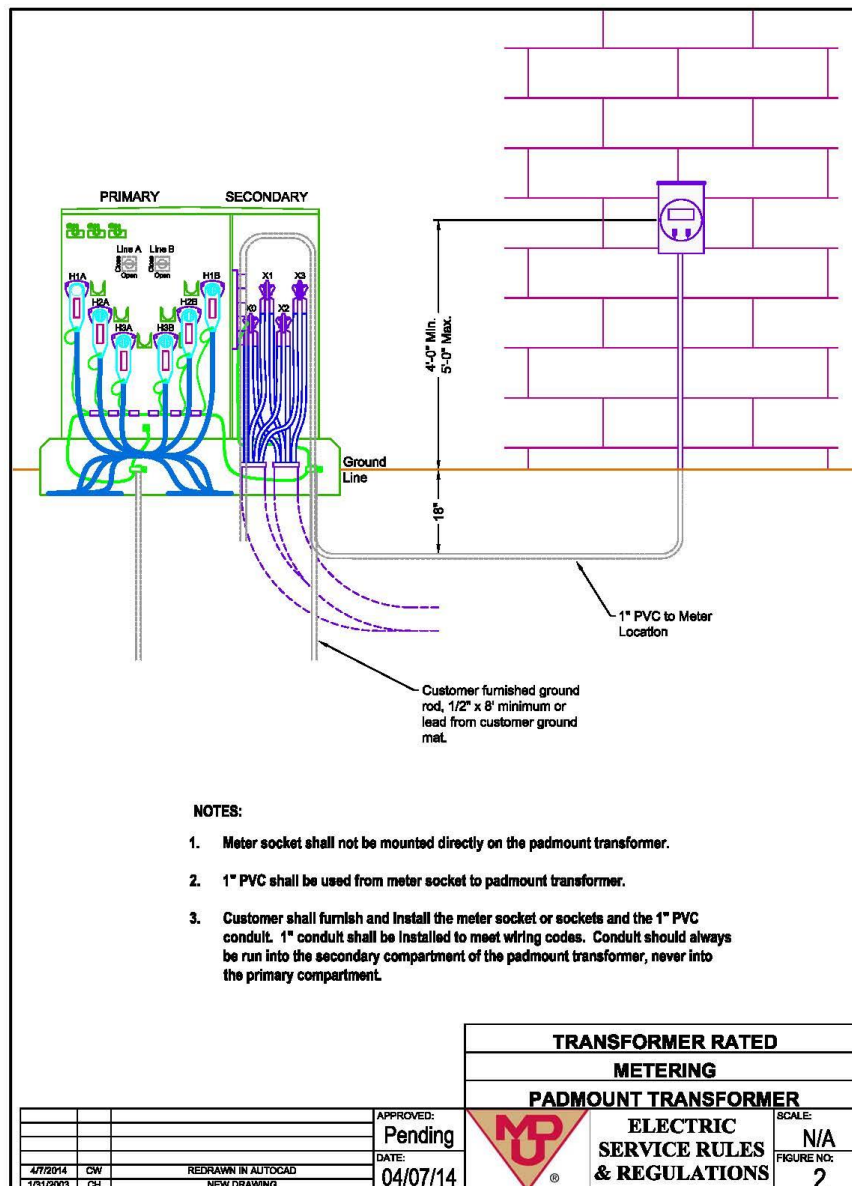 PRIMARY
SECONDARY
Line A
Line B
Close
Open
Close
Open
H1A
H2A
H3A
H3B
H2B
H1B
X1
X3
X0
X2
4'-0" Min.
5'-0" Max.
Ground
Line
18"
1" PVC to Meter
Location
Customer furnished ground
rod, 1/2" x 8' minimum or
lead from customer ground
mat.
NOTES:
1. Meter socket shall not be mounted directly on the padmount transformer.
2. 1" PVC shall be used from meter socket to padmount transformer.
3. Customer shall furnish and install the meter socket or sockets and the 1" PVC
conduit. 1" conduit shall be installed to meet wiring codes. Conduit should always
be run into the secondary compartment of the padmount transformer, never into
the primary compartment.
TRANSFORMER RATED
METERING
PADMOUNT TRANSFORMER
APPROVED:
Pending
DATE:
04/07/14
4/7/2014 CW REDRAWN IN AUTOCAD
1/31/2003 CH NEW DRAWING
MDU
®
ELECTRIC
SERVICE RULES
& REGULATIONS
SCALE:
N/A
FIGURE NO:
2